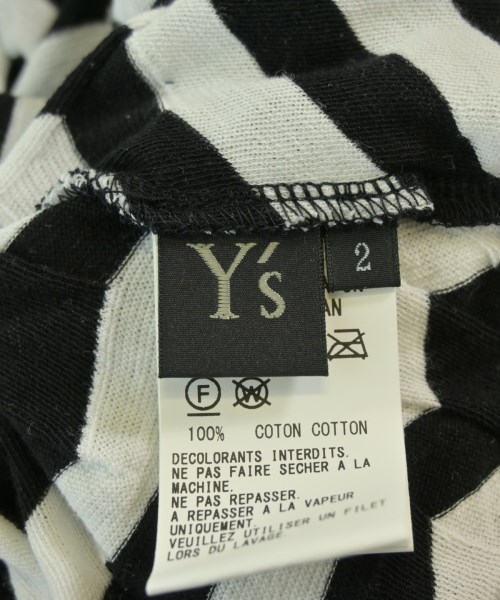 Y's
2
AN
F W
100% COTON COTTON
DECOLORANTS INTERDITS.
NE PAS FAIRE SECHER A LA
MACHINE.
NE PAS REPASSER.
A REPASSER A LA VAPEUR
UNIQUEMENT.
VEUILLEZ UTILISER UN FILET
LORS DU LAVAGE.